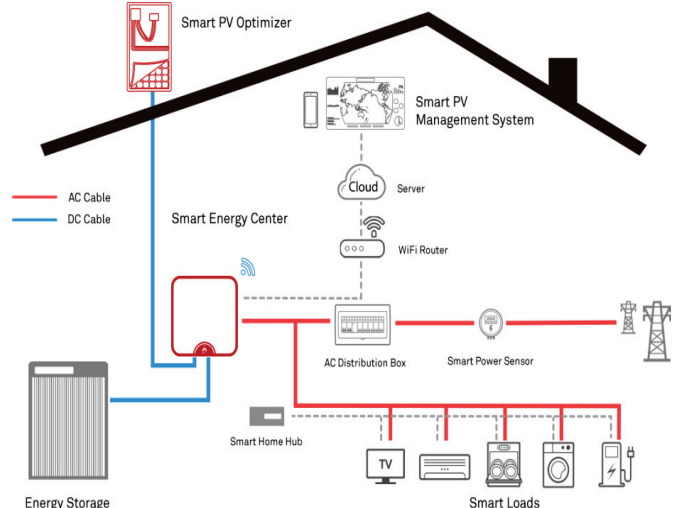 Smart PV Optimizer
Smart PV
Management System
Cloud
Server
AC Cable
DC Cable
Smart Energy Center
WiFi Router
AC Distribution Box
Smart Power Sensor
Smart Home Hub
TV
Energy Storage
Smart Loads